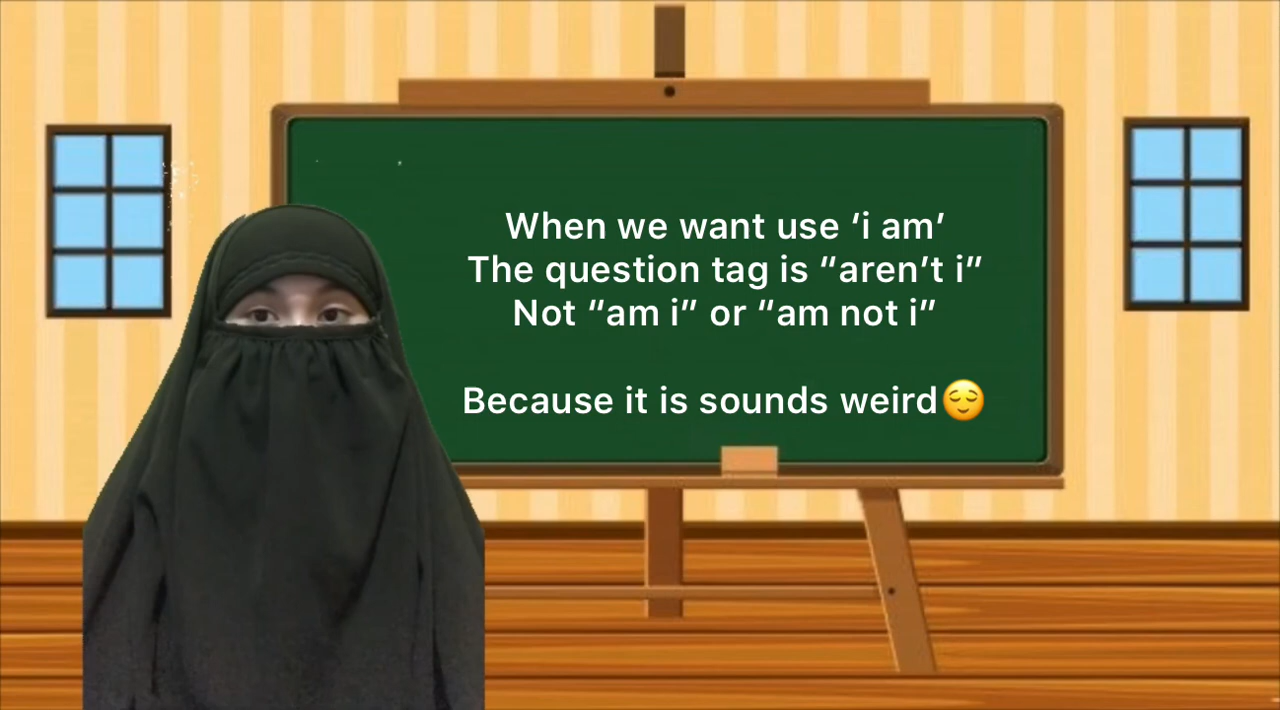 When we want use ‘i am’
The question tag is “aren’t i”
Not “am i” or “am not i”
Because it is sounds weird😌